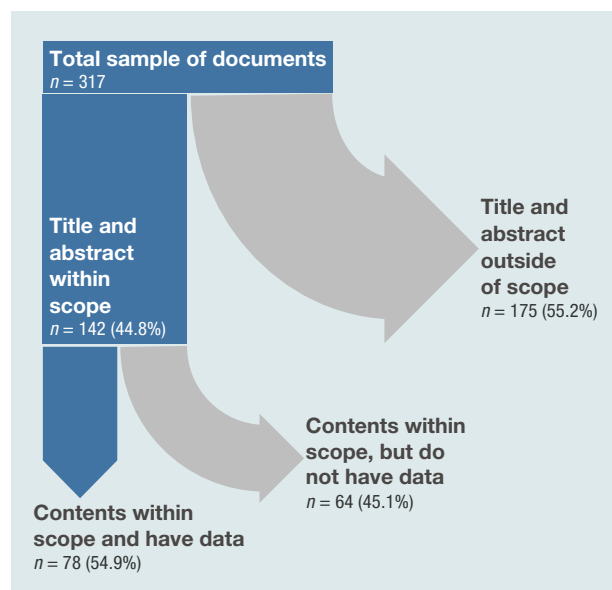 Total sample of documents
n = 317
Title and
abstract
within
scope
n = 142 (44.8%)
Title and
abstract
outside
of scope
n = 175 (55.2%)
Contents within
scope, but do
not have data
n = 64 (45.1%)
Contents within
scope and have data
n = 78 (54.9%)